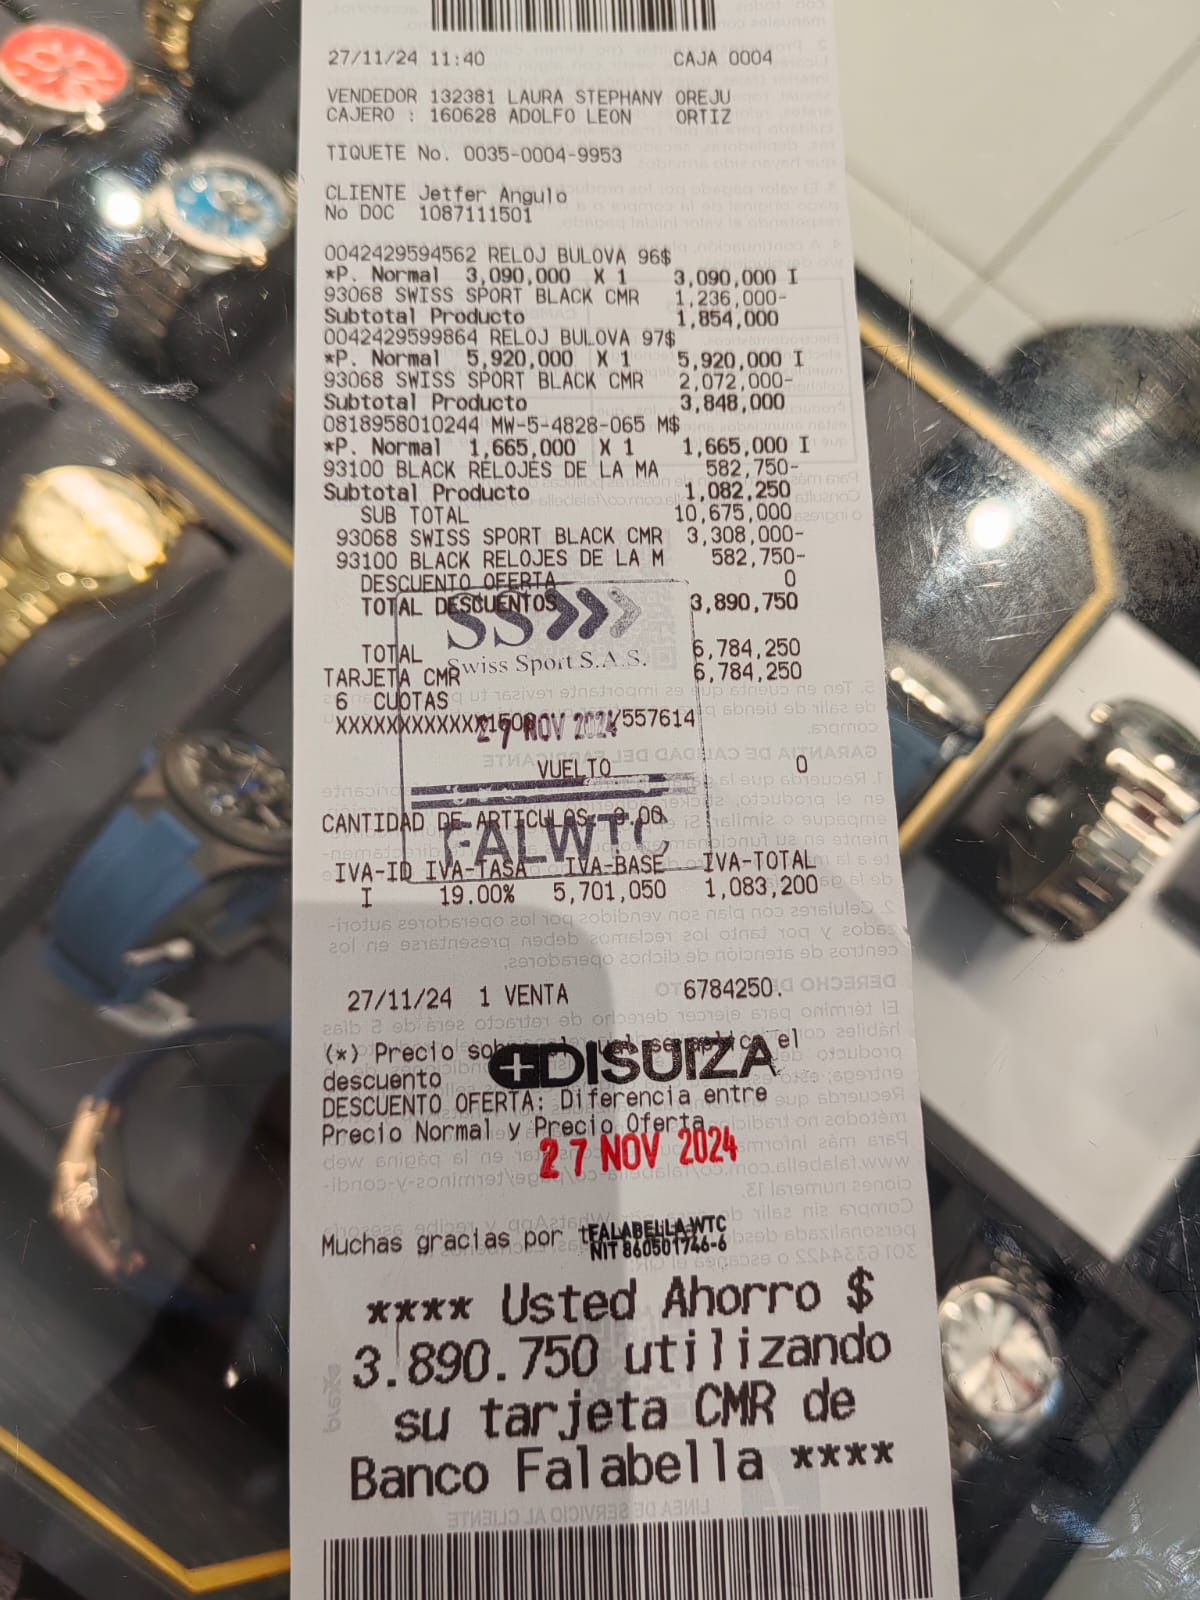 27/11/24 11:40 CAJA 0004
VENDEDOR 132381 LAURA STEPHANY OREJU
CAJERO : 160628 ADOLFO LEON ORTIZ
TIQUETE No. 0035-0004-9953
CLIENTE Jetfer Angulo
No DOC 1087111501
0042429594562 RELOJ BULOVA 96$
*P. Normal 3,090,000 X 1 3,090,000 I
93068 SWISS SPORT BLACK CMR 1,236,000-
Subtotal Producto 1,854,000
0042429599864 RELOJ BULOVA 97$
*P. Normal 5,920,000 X 1 5,920,000 I
93068 SWISS SPORT BLACK CMR 2,072,000-
Subtotal Producto 3,848,000
0818958010244 MW-5-4828-065 M$
*P. Normal 1,665,000 X 1 1,665,000 I
93100 BLACK RELOJES DE LA MA 582,750-
Subtotal Producto 1,082,250
SUB TOTAL 10,675,000
93068 SWISS SPORT BLACK CMR 3,308,000-
93100 BLACK RELOJES DE LA M 582,750-
DESCUENTO OFERTA 0
TOTAL DESCUENTOS 3,890,750
SS
TOTAL 6,784,250
Swiss Sport S.A.S.
TARJETA CMR 6,784,250
6 CUOTAS
/557614
27 NOV 2024
VUELTO 0
CANTIDAD DE ARTICULOS
FALWTC
IVA-ID IVA-TASA IVA-BASE IVA-TOTAL
I 19.00% 5,701,050 1,083,200
27/11/24 1 VENTA 6784250.
(*) Precio el
+DISUIZA
descuento
DESCUENTO OFERTA: Diferencia entre
Precio Normal y Precio Oferta
27 NOV 2024
Muchas gracias por
FALABELLA WTC
NIT 860501746-6
**** Usted Ahorro $
3.890.750 utilizando
su tarjeta CMR de
Banco Falabella ****